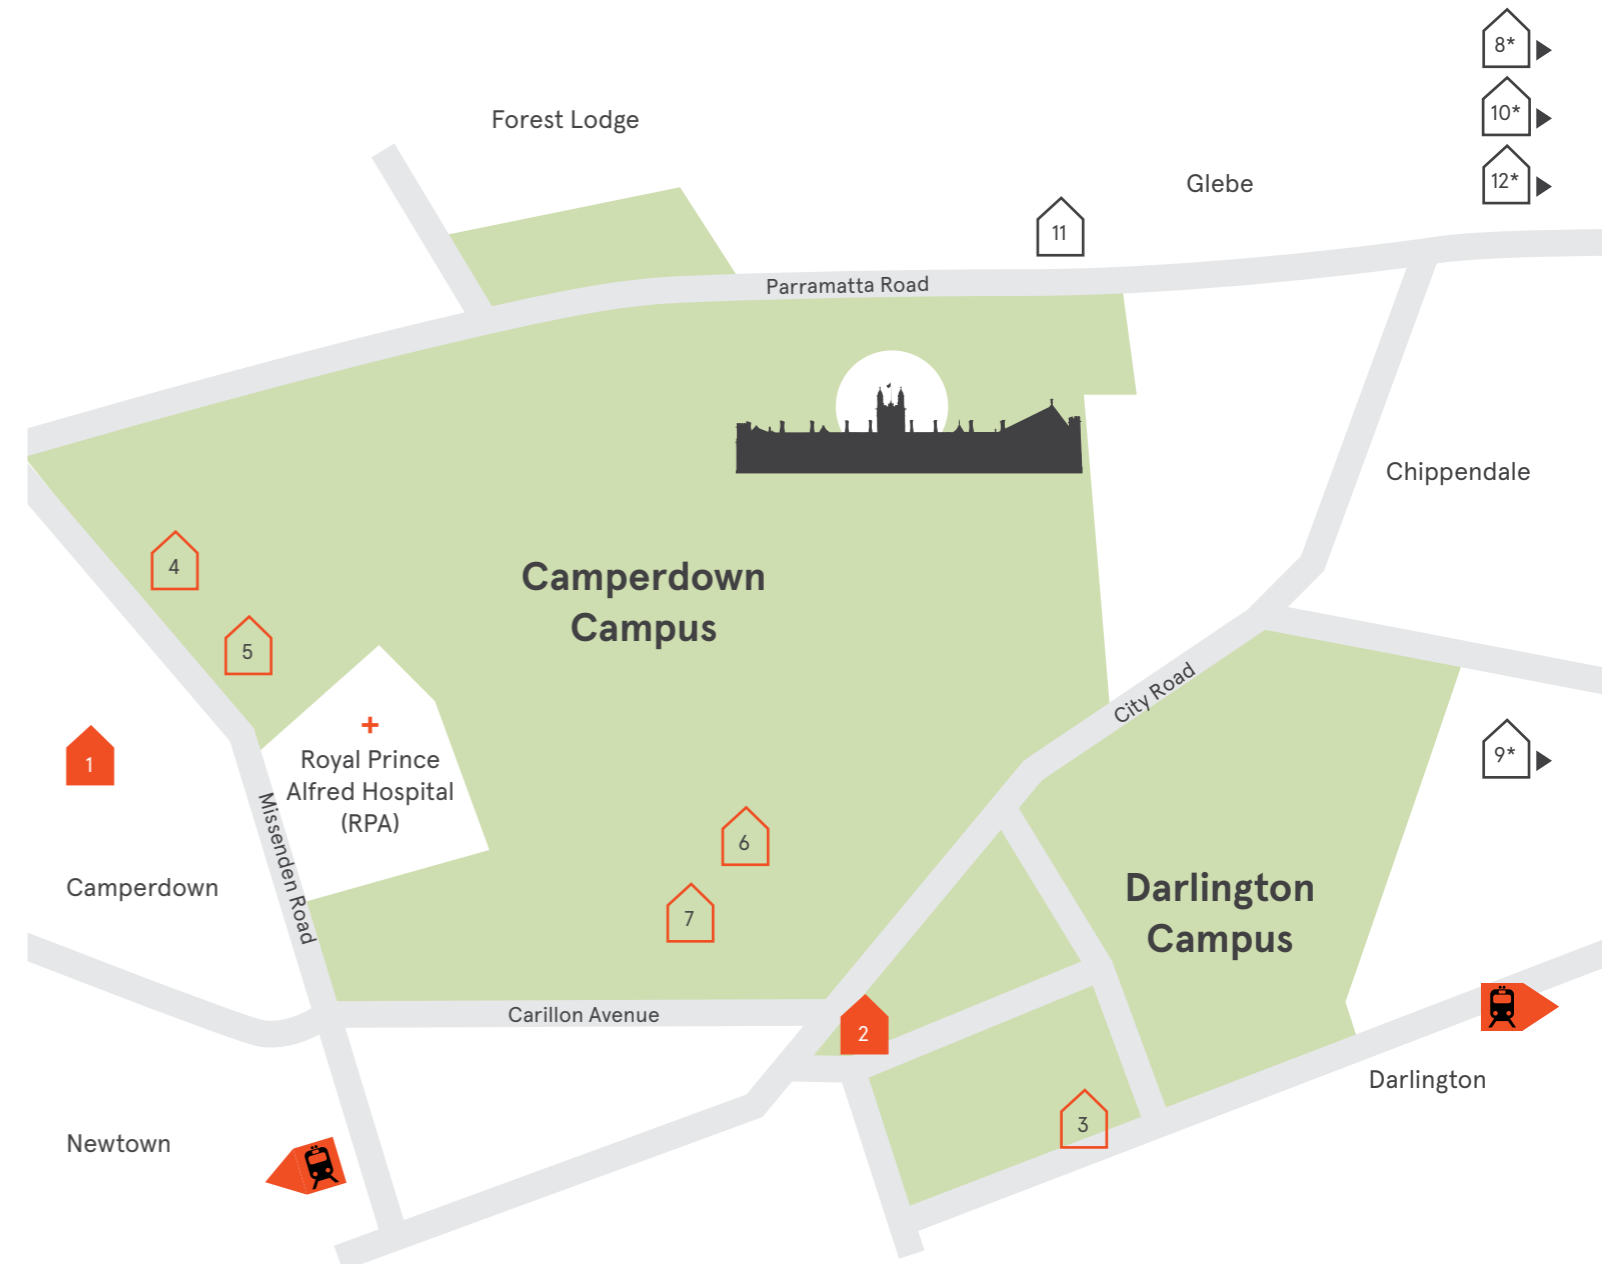 8*
10*
12*
Forest Lodge
Glebe
11
Parramatta Road
Chippendale
4
Camperdown
Campus
5
City Road
1
Royal Prince
Alfred Hospital
(RPA)
9*
Missenden Road
6
Camperdown
7
Darlington
Campus
Carillon Avenue
2
Darlington
3
Newtown